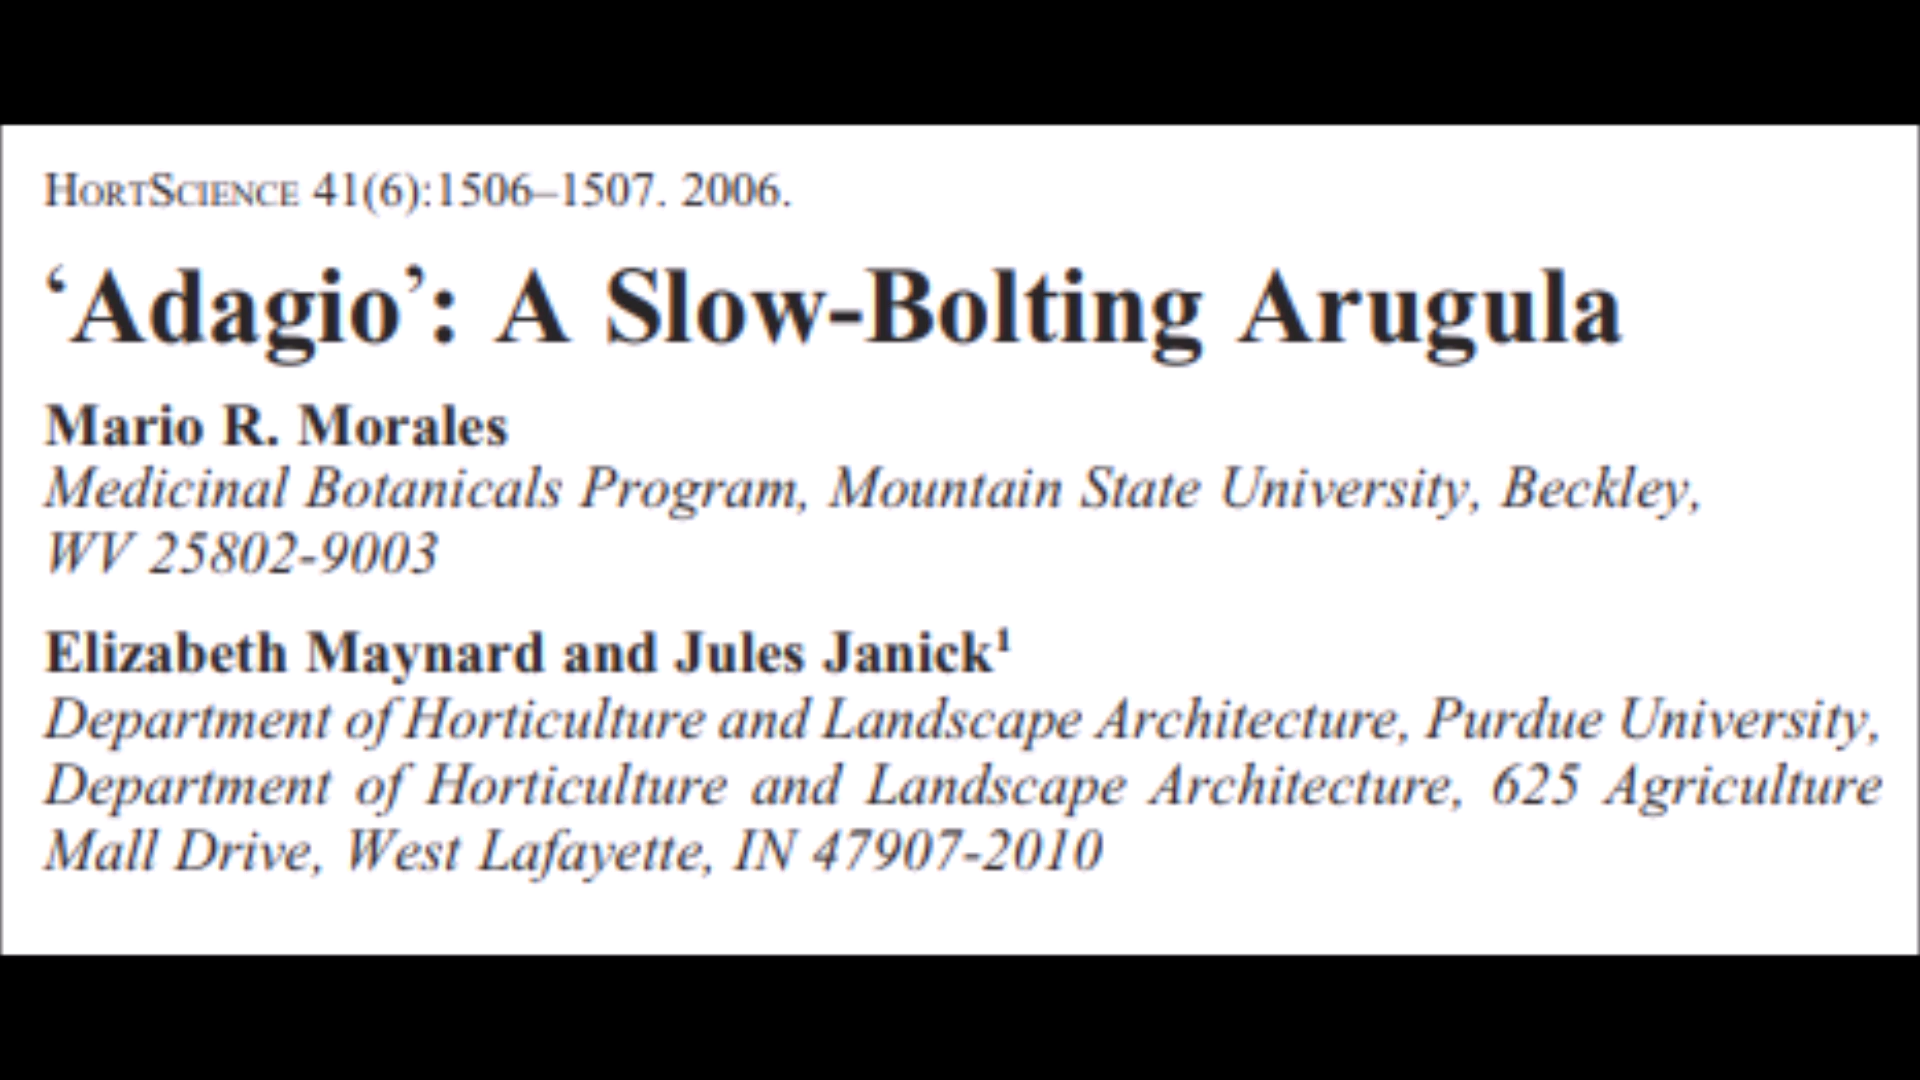 HORTSCIENCE 41(6):1506–1507. 2006.
‘Adagio’: A Slow-Bolting Arugula
Mario R. Morales
Medicinal Botanicals Program, Mountain State University, Beckley,
WV 25802-9003
Elizabeth Maynard and Jules Janick¹
Department of Horticulture and Landscape Architecture, Purdue University,
Department of Horticulture and Landscape Architecture, 625 Agriculture
Mall Drive, West Lafayette, IN 47907-2010